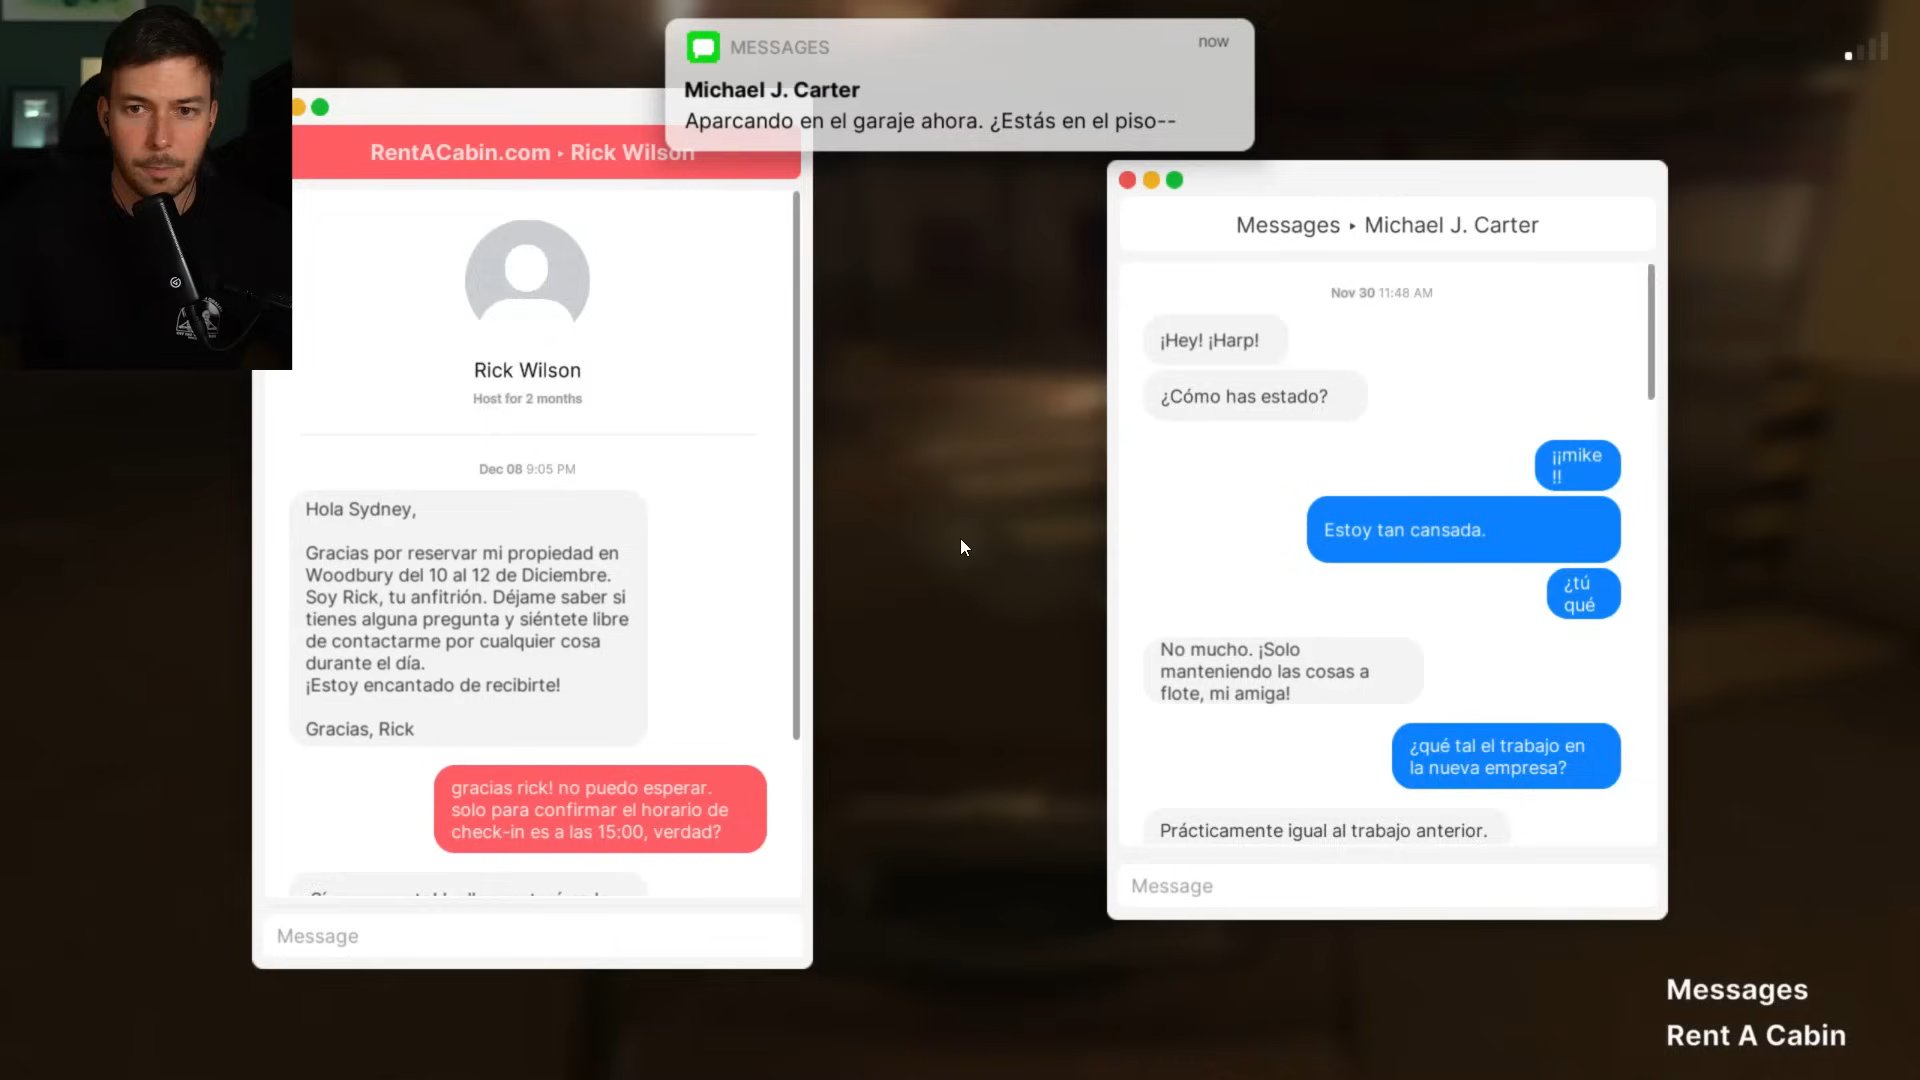 MESSAGES
now
Michael J. Carter
Aparcando en el garaje ahora. ¿Estás en el piso--
RentACabin.com ‣ Rick Wilson
Rick Wilson
Host for 2 months
Dec 08 9:05 PM
Hola Sydney,
Gracias por reservar mi propiedad en
Woodbury del 10 al 12 de Diciembre.
Soy Rick, tu anfitrión. Déjame saber si
tienes alguna pregunta y siéntete libre
de contactarme por cualquier cosa
durante el día.
¡Estoy encantado de recibirte!
Gracias, Rick
gracias rick! no puedo esperar.
solo para confirmar el horario de
check-in es a las 15:00, verdad?
Message
Messages ‣ Michael J. Carter
Nov 30 11:48 AM
¡Hey! ¡Harp!
¿Cómo has estado?
¡¡mike
!!
Estoy tan cansada.
¿tú
qué
No mucho. ¡Solo
manteniendo las cosas a
flote, mi amiga!
¿qué tal el trabajo en
la nueva empresa?
Prácticamente igual al trabajo anterior.
Message
Messages
Rent A Cabin